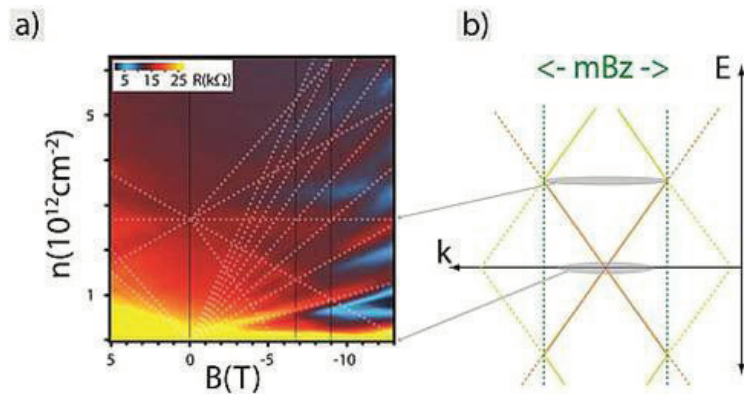 a)
5 15 25 R(kΩ)
n(10¹²cm⁻²)
5
1
5 0 -5 -10
B(T)
b)
<- mBz ->
E
k